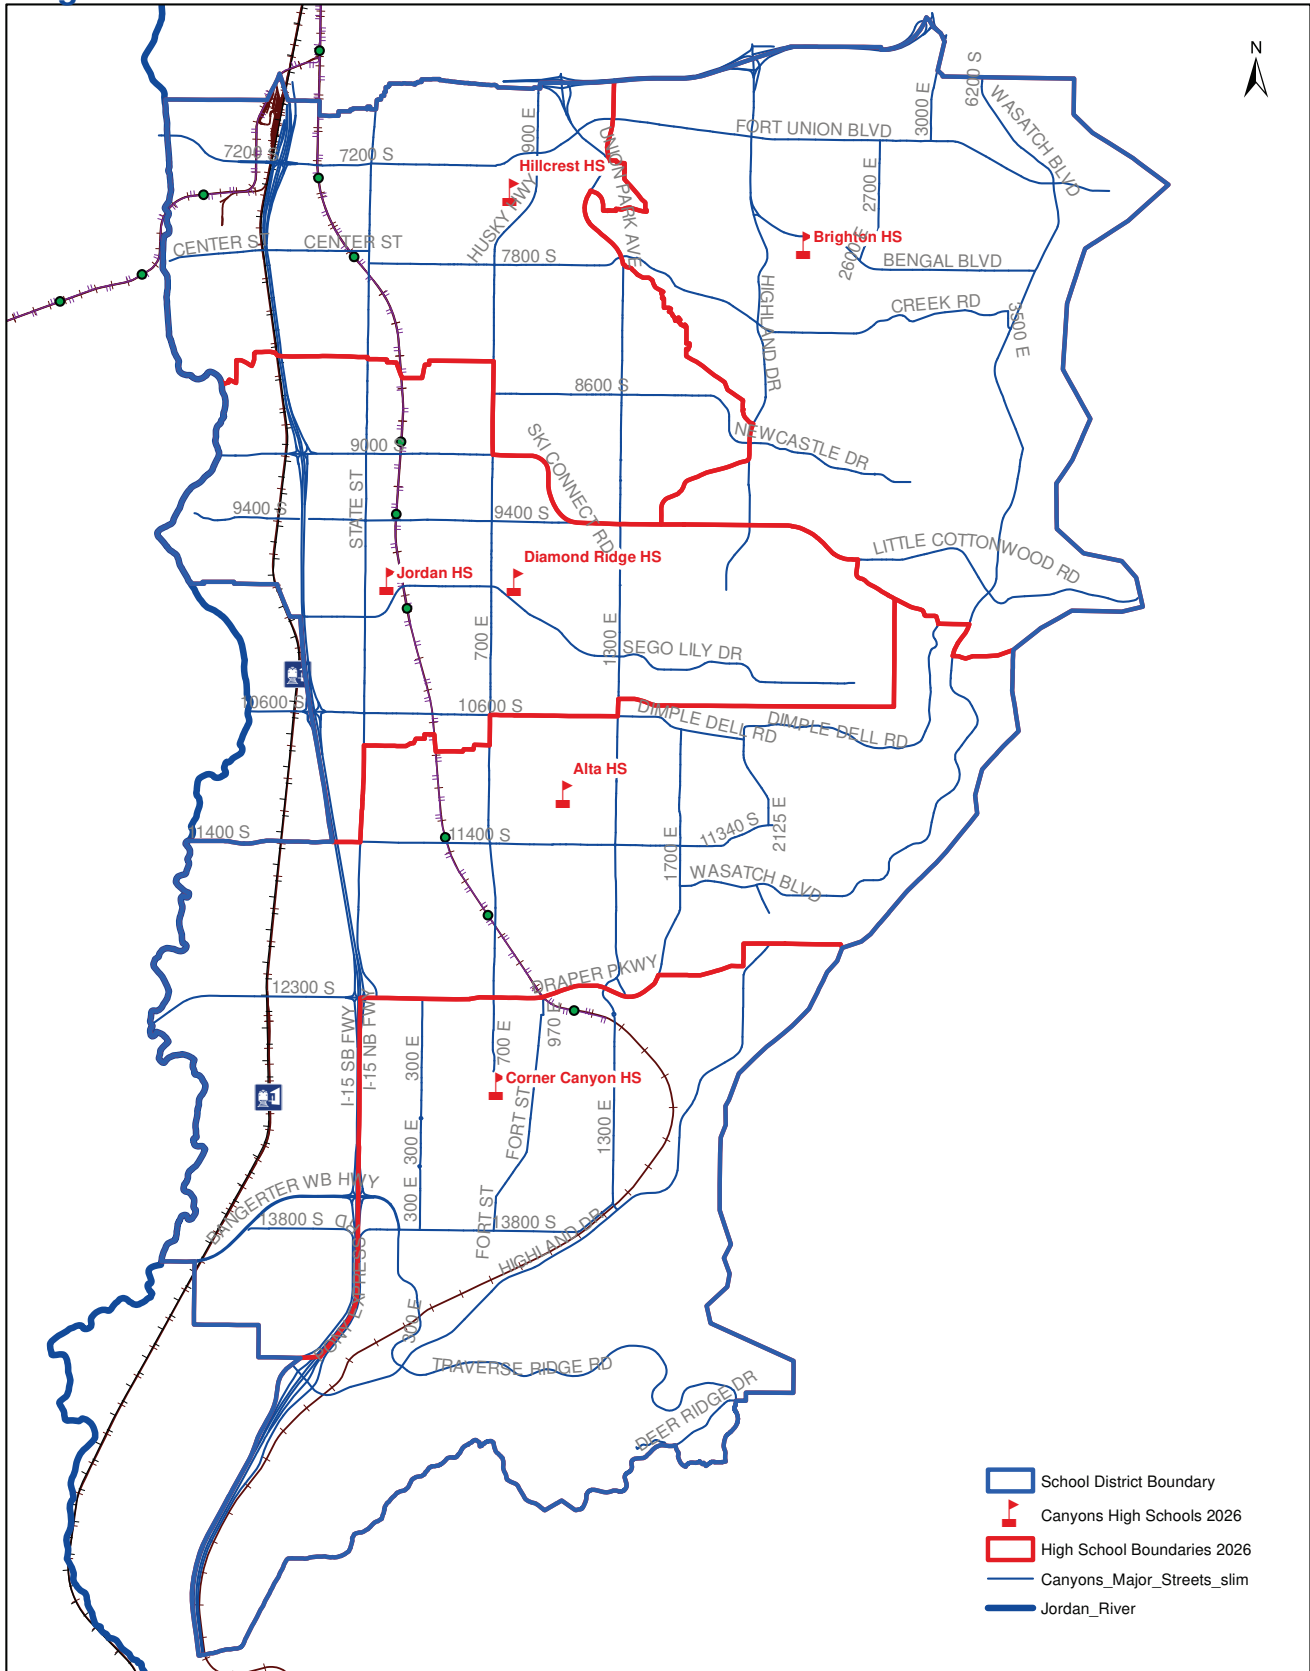 N
6200 S
WASATCH BLVD
3000 E
FORT UNION BLVD
900 E
UNION PARK AVE
7200 S
7200 S
Hillcrest HS
2700 E
HUSKY HWY
Brighton HS
2600 E
CENTER ST
CENTER ST
7800 S
BENGAL BLVD
HIGHLAND DR
CREEK RD
3500 E
8600 S
NEWCASTLE DR
SKI CONNECT RD
9000 S
STATE ST
9400 S
9400 S
LITTLE COTTONWOOD RD
Diamond Ridge HS
Jordan HS
700 E
1300 E
SEGO LILY DR
10600 S
10600 S
DIMPLE DELL RD
DIMPLE DELL RD
Alta HS
11400 S
11400 S
11340 S
2125 E
1700 E
WASATCH BLVD
DRAPER PKWY
12300 S
I-15 SB FWY
I-15 NB FWY
300 E
700 E
970 E
Corner Canyon HS
FORT ST
1300 E
300 E
300 E
BANGERTER WB HWY
13800 S
13800 S
FORT ST
HIGHLAND DR
PONY EXPRESS RD
300 E
TRAVERSE RIDGE RD
DEER RIDGE DR
School District Boundary
Canyons High Schools 2026
High School Boundaries 2026
Canyons_Major_Streets_slim
Jordan_River